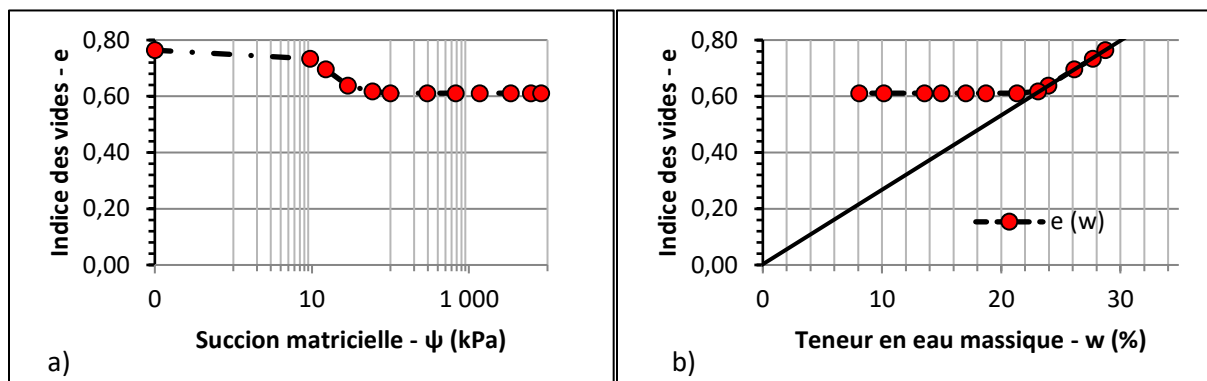 Indice des vides - e
0,80
0,60
0,40
0,20
0,00
0 10 1 000
Succion matricielle - ψ (kPa)
a)
Indice des vides - e
0,80
0,60
0,40
0,20
0,00
e (w)
0 10 20 30
Teneur en eau massique - w (%)
b)